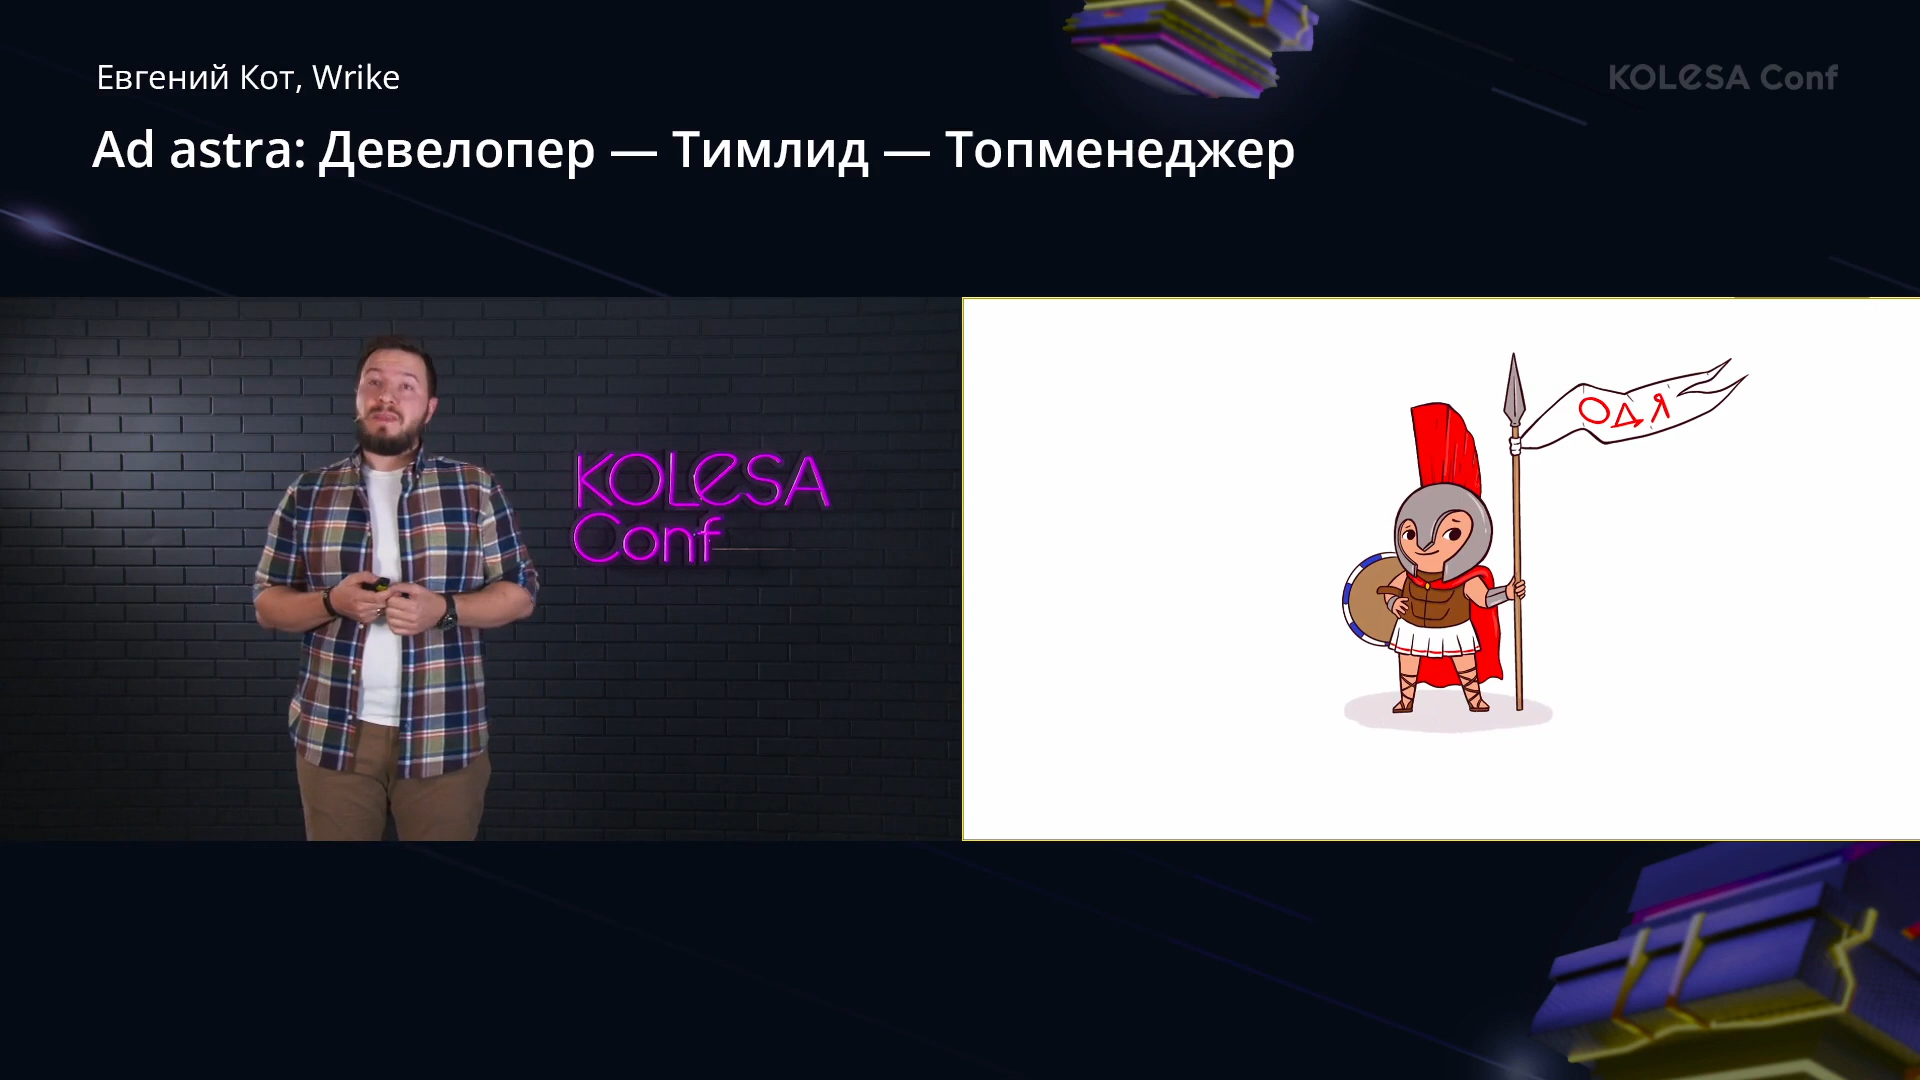 Евгений Кот, Wrike
KOLESA Conf
Ad astra: Девелопер — Тимлид — Топменеджер
KOLESA
Conf
ОДЯ